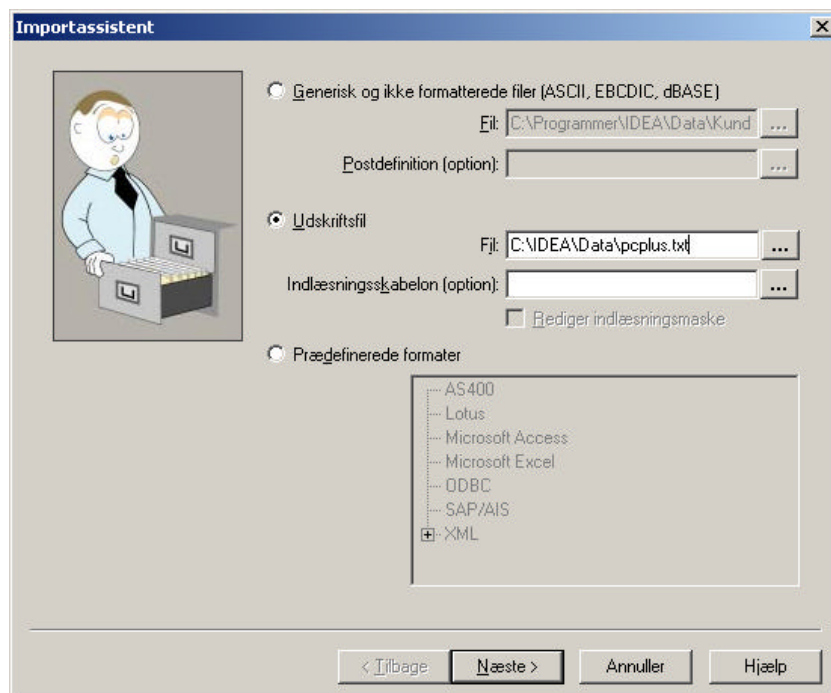 Importassistent
Generisk og ikke formatterede filer (ASCII, EBCDIC, dBASE)
Fil: C:\Programmer\IDEA\Data\Kund ...
Postdefinition (option): ...
Udskriftsfil
Fil: C:\IDEA\Data\pcplus.txt ...
Indlæsningsskabelon (option): ...
Rediger indlæsningsmaske
Prædefinerede formater
AS400
Lotus
Microsoft Access
Microsoft Excel
ODBC
SAP/AIS
XML
< Tilbage Næste > Annuller Hjælp